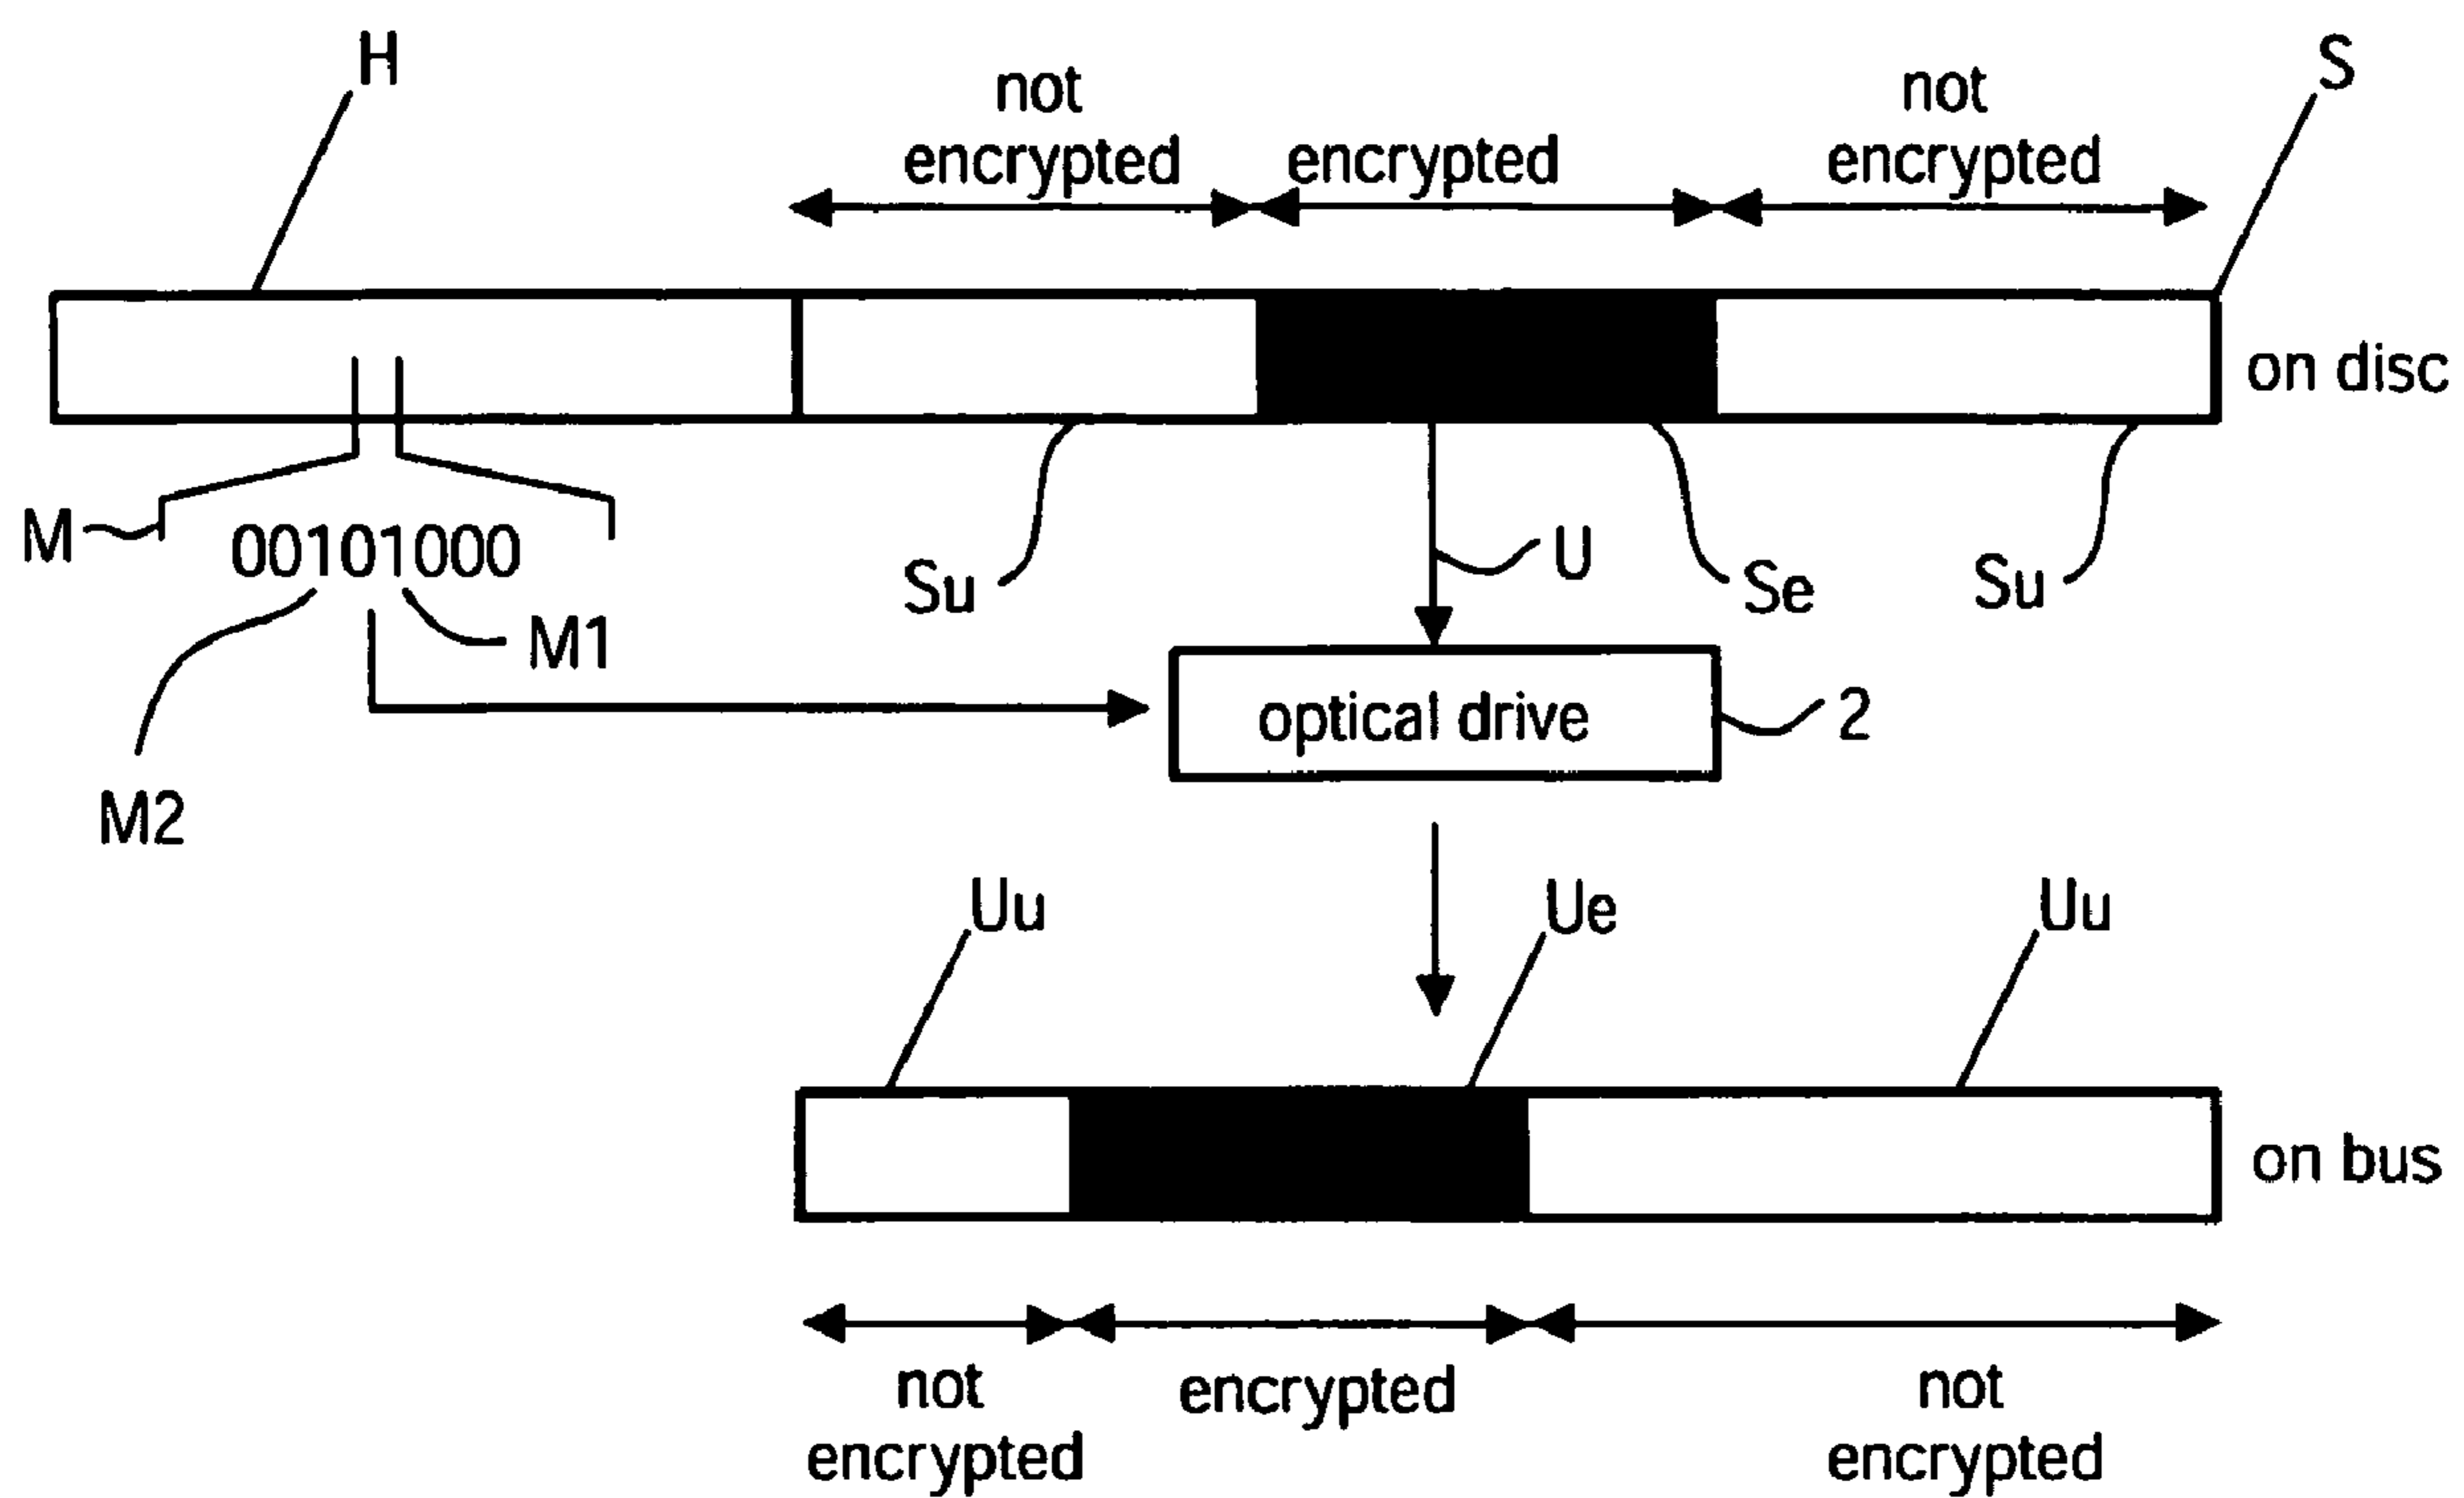 H
S
not
encrypted
encrypted
not
encrypted
on disc
M
00101000
M1
M2
Su
U
Se
Su
optical drive
2
Uu
Ue
Uu
on bus
not
encrypted
encrypted
not
encrypted